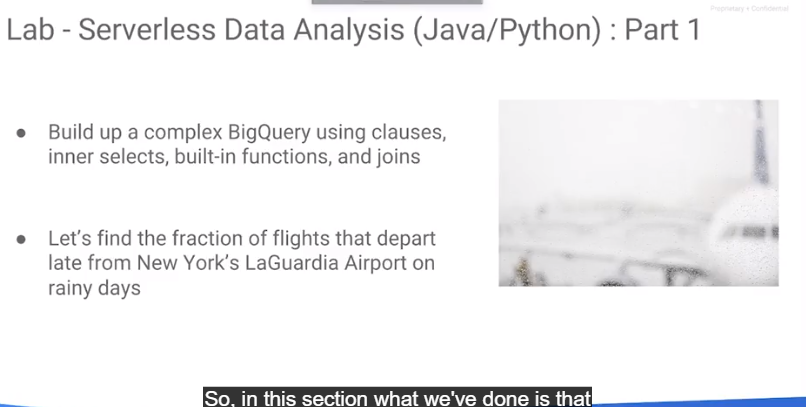 Proprietary + Confidential
Lab - Serverless Data Analysis (Java/Python) : Part 1
● Build up a complex BigQuery using clauses,
inner selects, built-in functions, and joins
● Let's find the fraction of flights that depart
late from New York's LaGuardia Airport on
rainy days
So, in this section what we've done is that